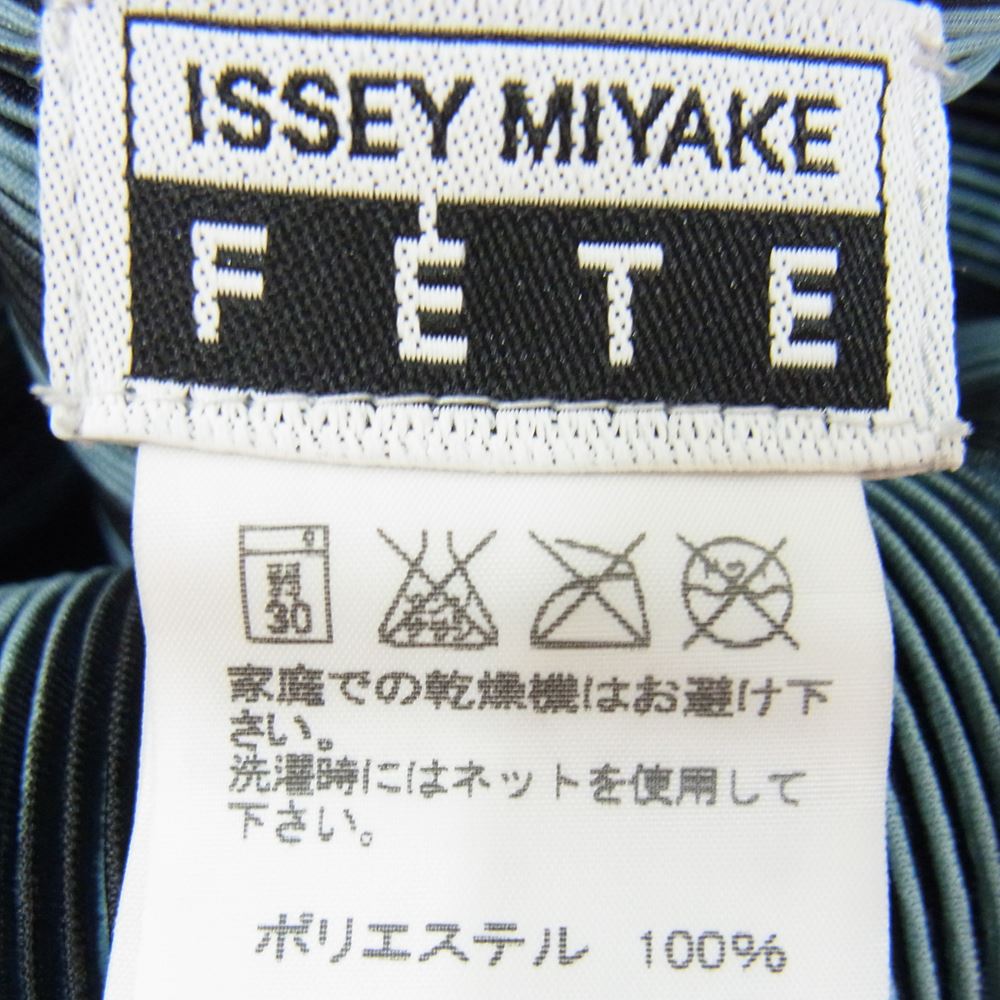 ISSEY MIYAKE
FÊTE
弱
30
家庭での乾燥機はお避け下
さい。
洗濯時にはネットを使用して
下さい。
ポリエステル 100%